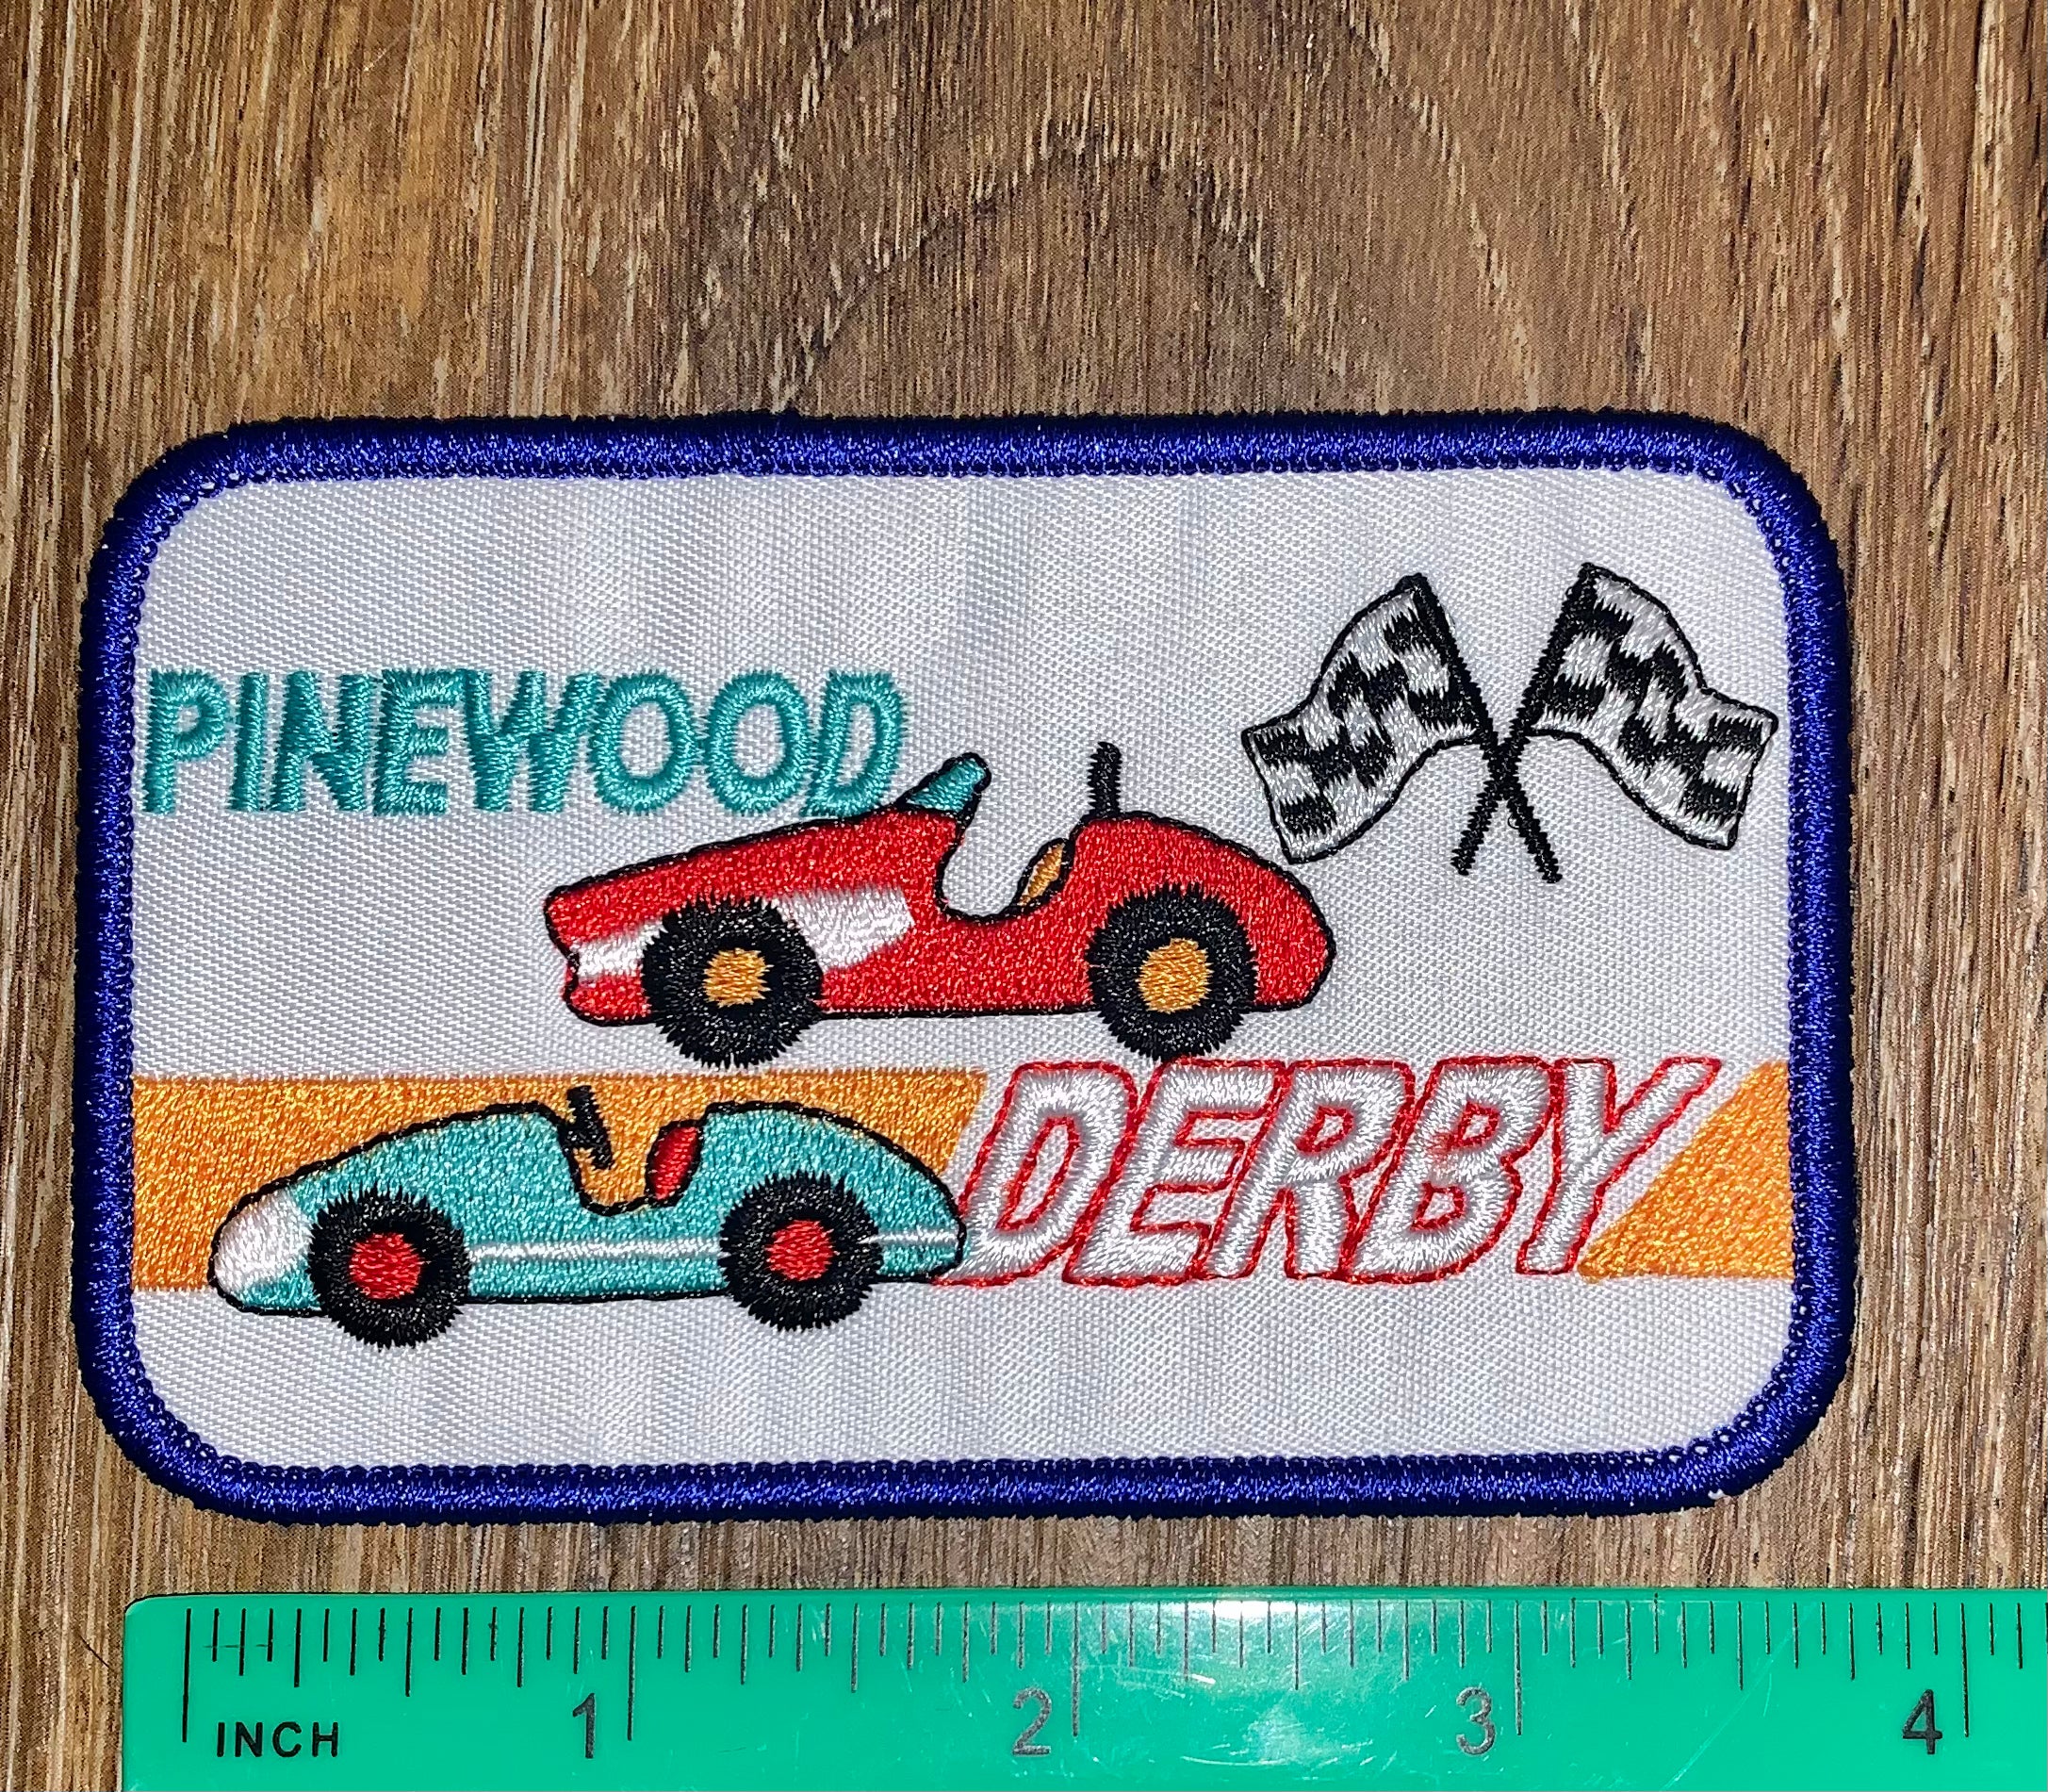 PINEWOOD
DERBY
1 2 3 4
INCH